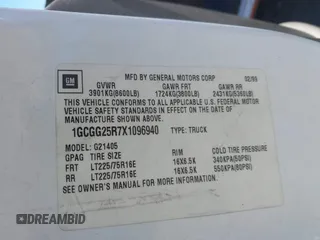 GM
MFD BY GENERAL MOTORS CORP 02/99
GVWR GAWR FRT GAWR RR
3901KG(8600LB) 1724KG(3800LB) 2431KG(5360LB)
THIS VEHICLE CONFORMS TO ALL APPLICABLE U.S. FEDERAL MOTOR
VEHICLE SAFETY STANDARDS IN EFFECT ON THE DATE OF
MANUFACTURE SHOWN ABOVE.
1GCGG25R7X1096940 TYPE: TRUCK
MODEL: G21405
GPAG TIRE SIZE RIM COLD TIRE PRESSURE
FRT LT225/75R16E 16X6.5K 340KPA(50PSI)
RR LT225/75R16E 16X6.5K 550KPA(80PSI)
SEE OWNER'S MANUAL FOR MORE INFORMATION.
DREAMBID